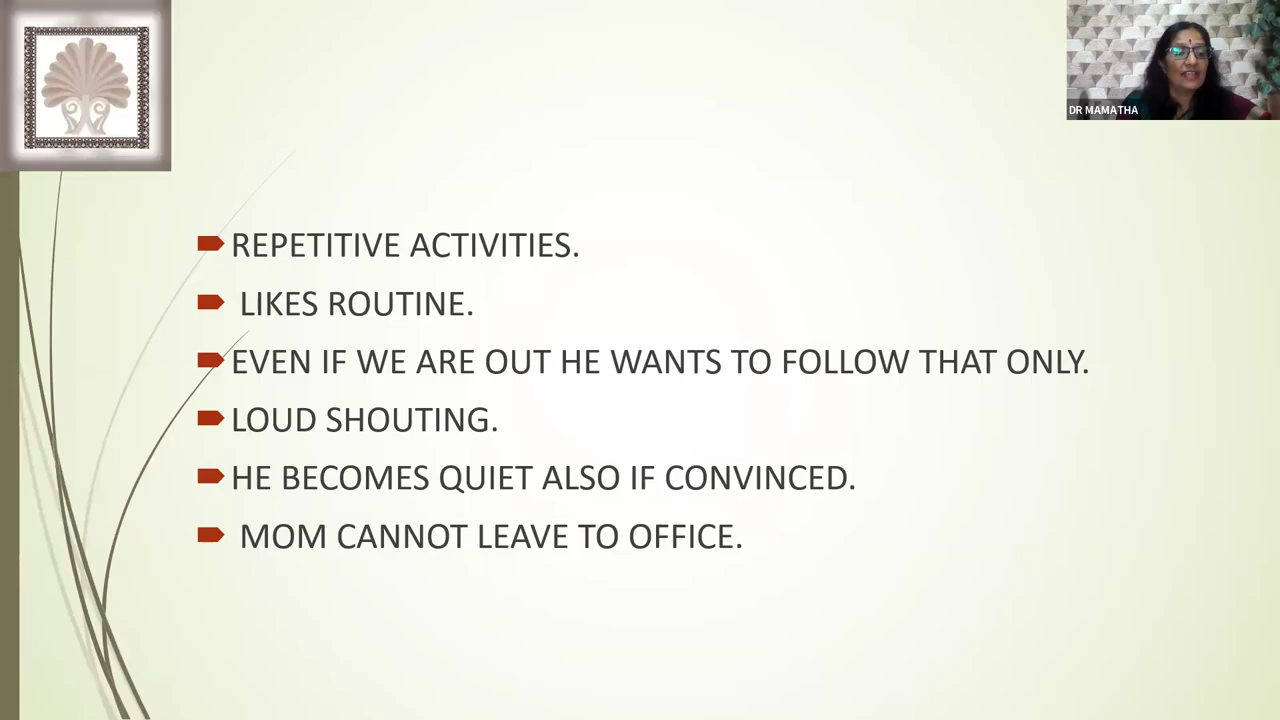 DR MAMATHA
REPETITIVE ACTIVITIES.
LIKES ROUTINE.
EVEN IF WE ARE OUT HE WANTS TO FOLLOW THAT ONLY.
LOUD SHOUTING.
HE BECOMES QUIET ALSO IF CONVINCED.
MOM CANNOT LEAVE TO OFFICE.